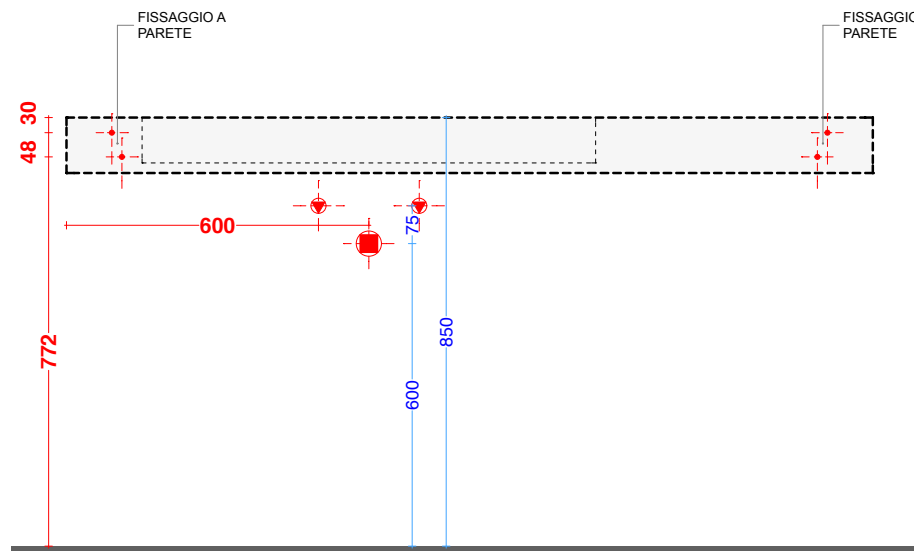 FISSAGGIO A
PARETE
FISSAGGIO
PARETE
30
48
600
75
772
850
600